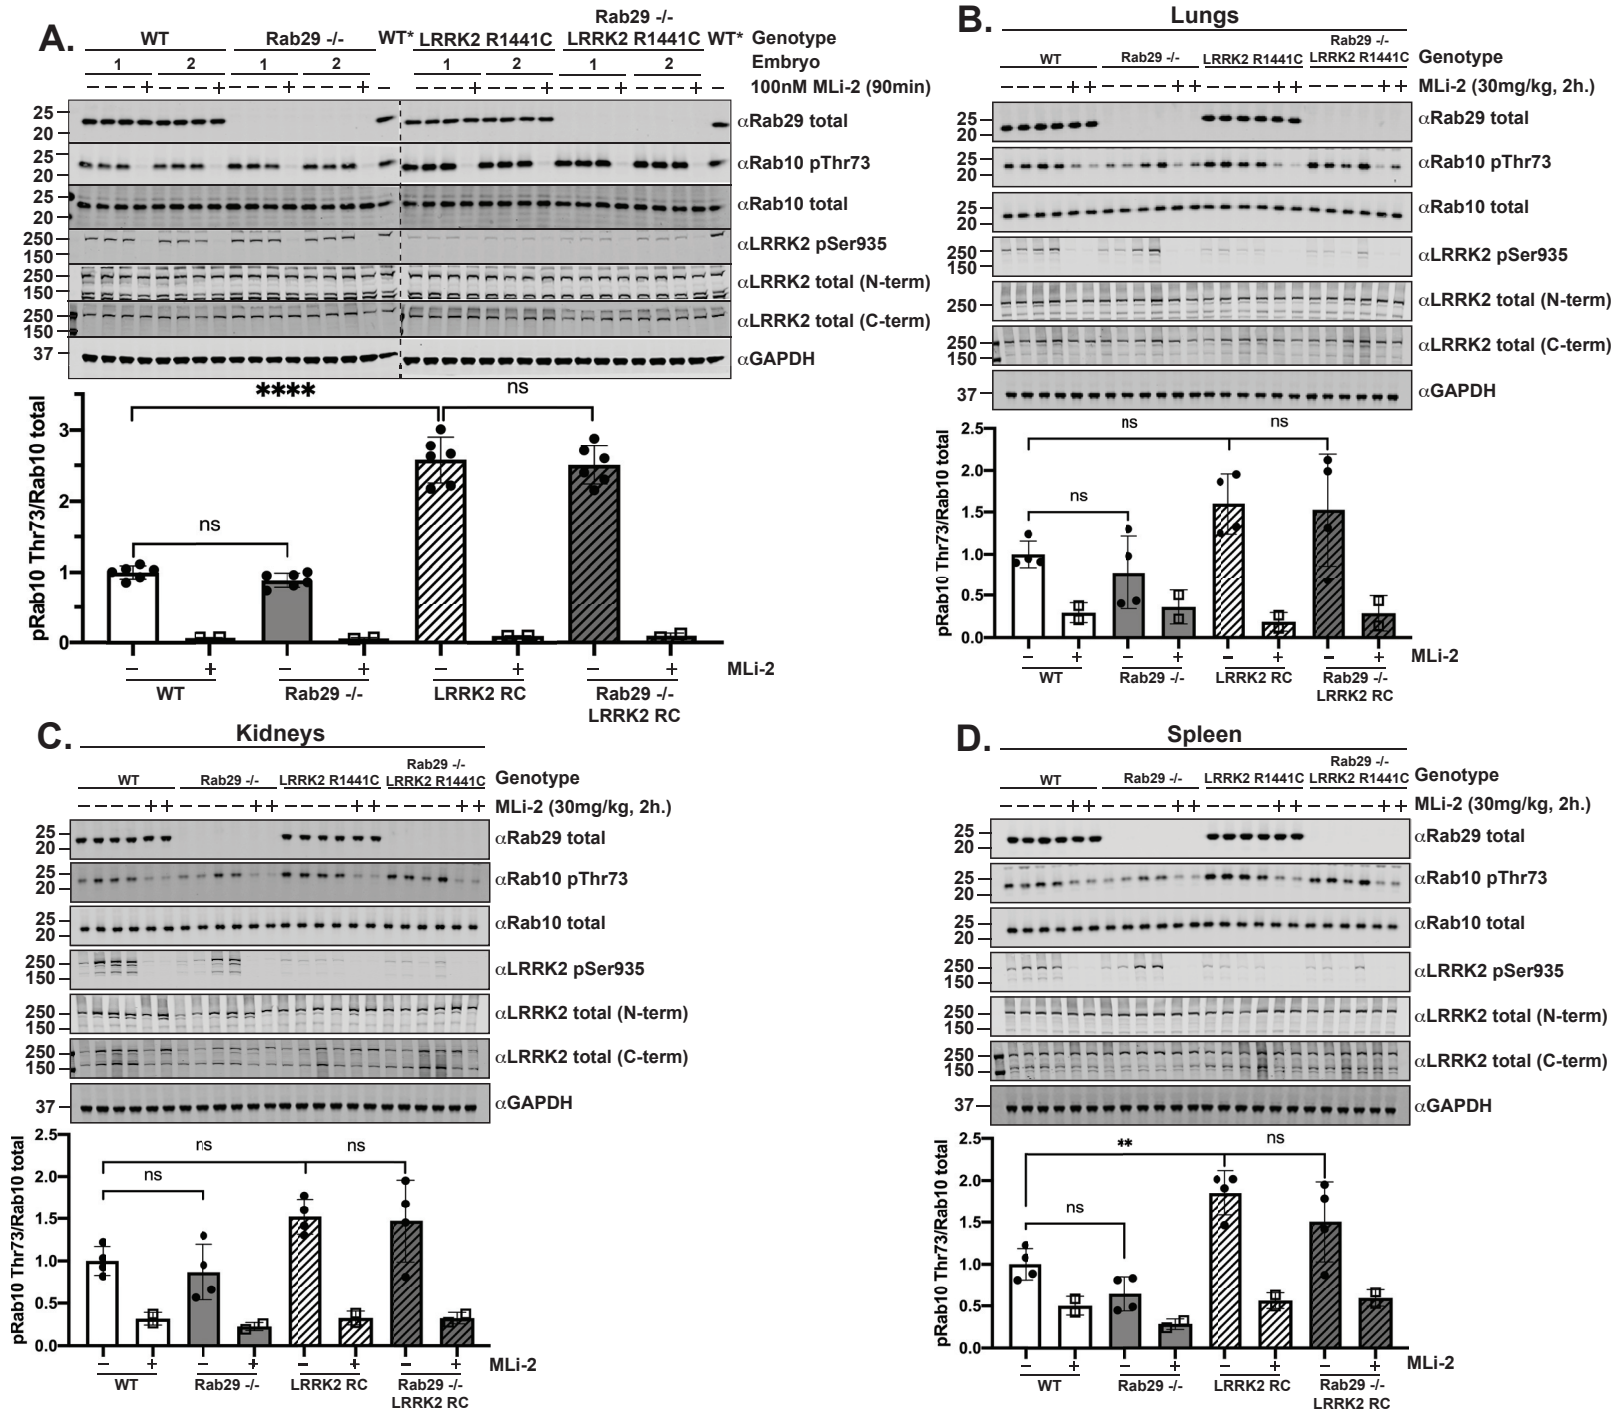 A.
WT Rab29 -/- WT* LRRK2 R1441C Rab29 -/- LRRK2 R1441C WT* Genotype
1 2 1 2 1 2 1 2 Embryo
− − − + − − − + − − − + − − − + − − − − + − − − + − − − + − − − + − 100nM MLi-2 (90min)
25
20
αRab29 total
25
20
αRab10 pThr73
25
20
αRab10 total
250
150
αLRRK2 pSer935
250
150
αLRRK2 total (N-term)
250
150
αLRRK2 total (C-term)
37
αGAPDH
pRab10 Thr73/Rab10 total
3
2
1
0
ns
****
ns
− + − + − + − + MLi-2
WT Rab29 -/- LRRK2 RC Rab29 -/-
LRRK2 RC
B.
Lungs
WT Rab29 -/- LRRK2 R1441C Rab29 -/- LRRK2 R1441C Genotype
− − − − + + − − − − + + − − − − + + − − − − + + MLi-2 (30mg/kg, 2h.)
25
20
αRab29 total
25
20
αRab10 pThr73
25
20
αRab10 total
250
150
αLRRK2 pSer935
250
αLRRK2 total (N-term)
250
150
αLRRK2 total (C-term)
37
αGAPDH
pRab10 Thr73/Rab10 total
2.5
2.0
1.5
1.0
0.5
0.0
ns
ns
ns
− + − + − + − + MLi-2
WT Rab29 -/- LRRK2 RC Rab29 -/-
LRRK2 RC
C.
Kidneys
WT Rab29 -/- LRRK2 R1441C Rab29 -/- LRRK2 R1441C Genotype
− − − − + + − − − − + + − − − − + + − − − − + + MLi-2 (30mg/kg, 2h.)
25
20
αRab29 total
25
20
αRab10 pThr73
25
20
αRab10 total
250
150
αLRRK2 pSer935
250
150
αLRRK2 total (N-term)
250
150
αLRRK2 total (C-term)
37
αGAPDH
pRab10 Thr73/Rab10 total
2.5
2.0
1.5
1.0
0.5
0.0
ns
ns
ns
− + − + − + − + MLi-2
WT Rab29 -/- LRRK2 RC Rab29 -/-
LRRK2 RC
D.
Spleen
WT Rab29 -/- LRRK2 R1441C Rab29 -/- LRRK2 R1441C Genotype
− − − − + + − − − − + + − − − − + + − − − − + + MLi-2 (30mg/kg, 2h.)
25
20
αRab29 total
25
20
αRab10 pThr73
25
20
αRab10 total
250
150
αLRRK2 pSer935
250
150
αLRRK2 total (N-term)
250
150
αLRRK2 total (C-term)
37
αGAPDH
pRab10 Thr73/Rab10 total
2.5
2.0
1.5
1.0
0.5
0.0
**
ns
ns
− + − + − + − + MLi-2
WT Rab29 -/- LRRK2 RC Rab29 -/-
LRRK2 RC